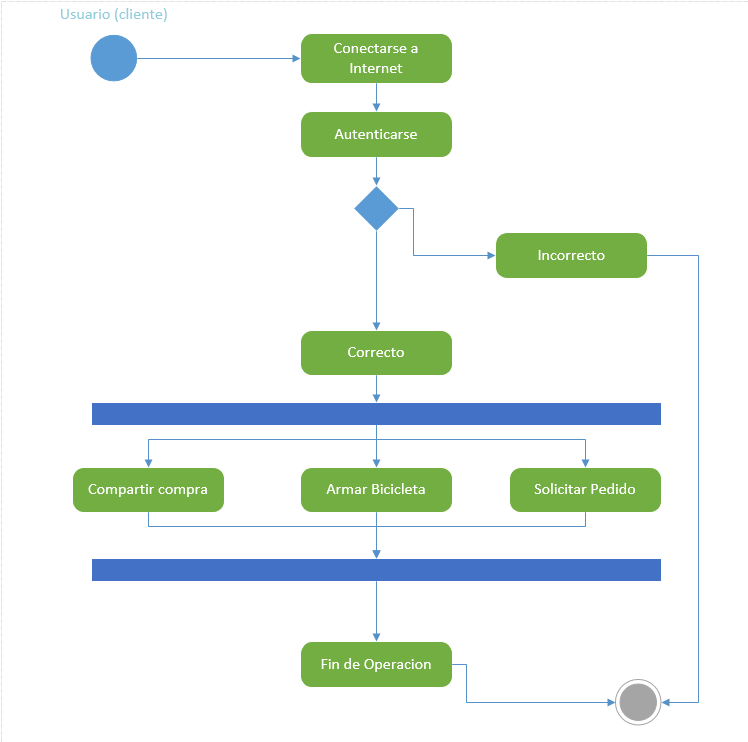 Usuario (cliente)
Conectarse a
Internet
Autenticarse
Incorrecto
Correcto
Compartir compra
Armar Bicicleta
Solicitar Pedido
Fin de Operacion